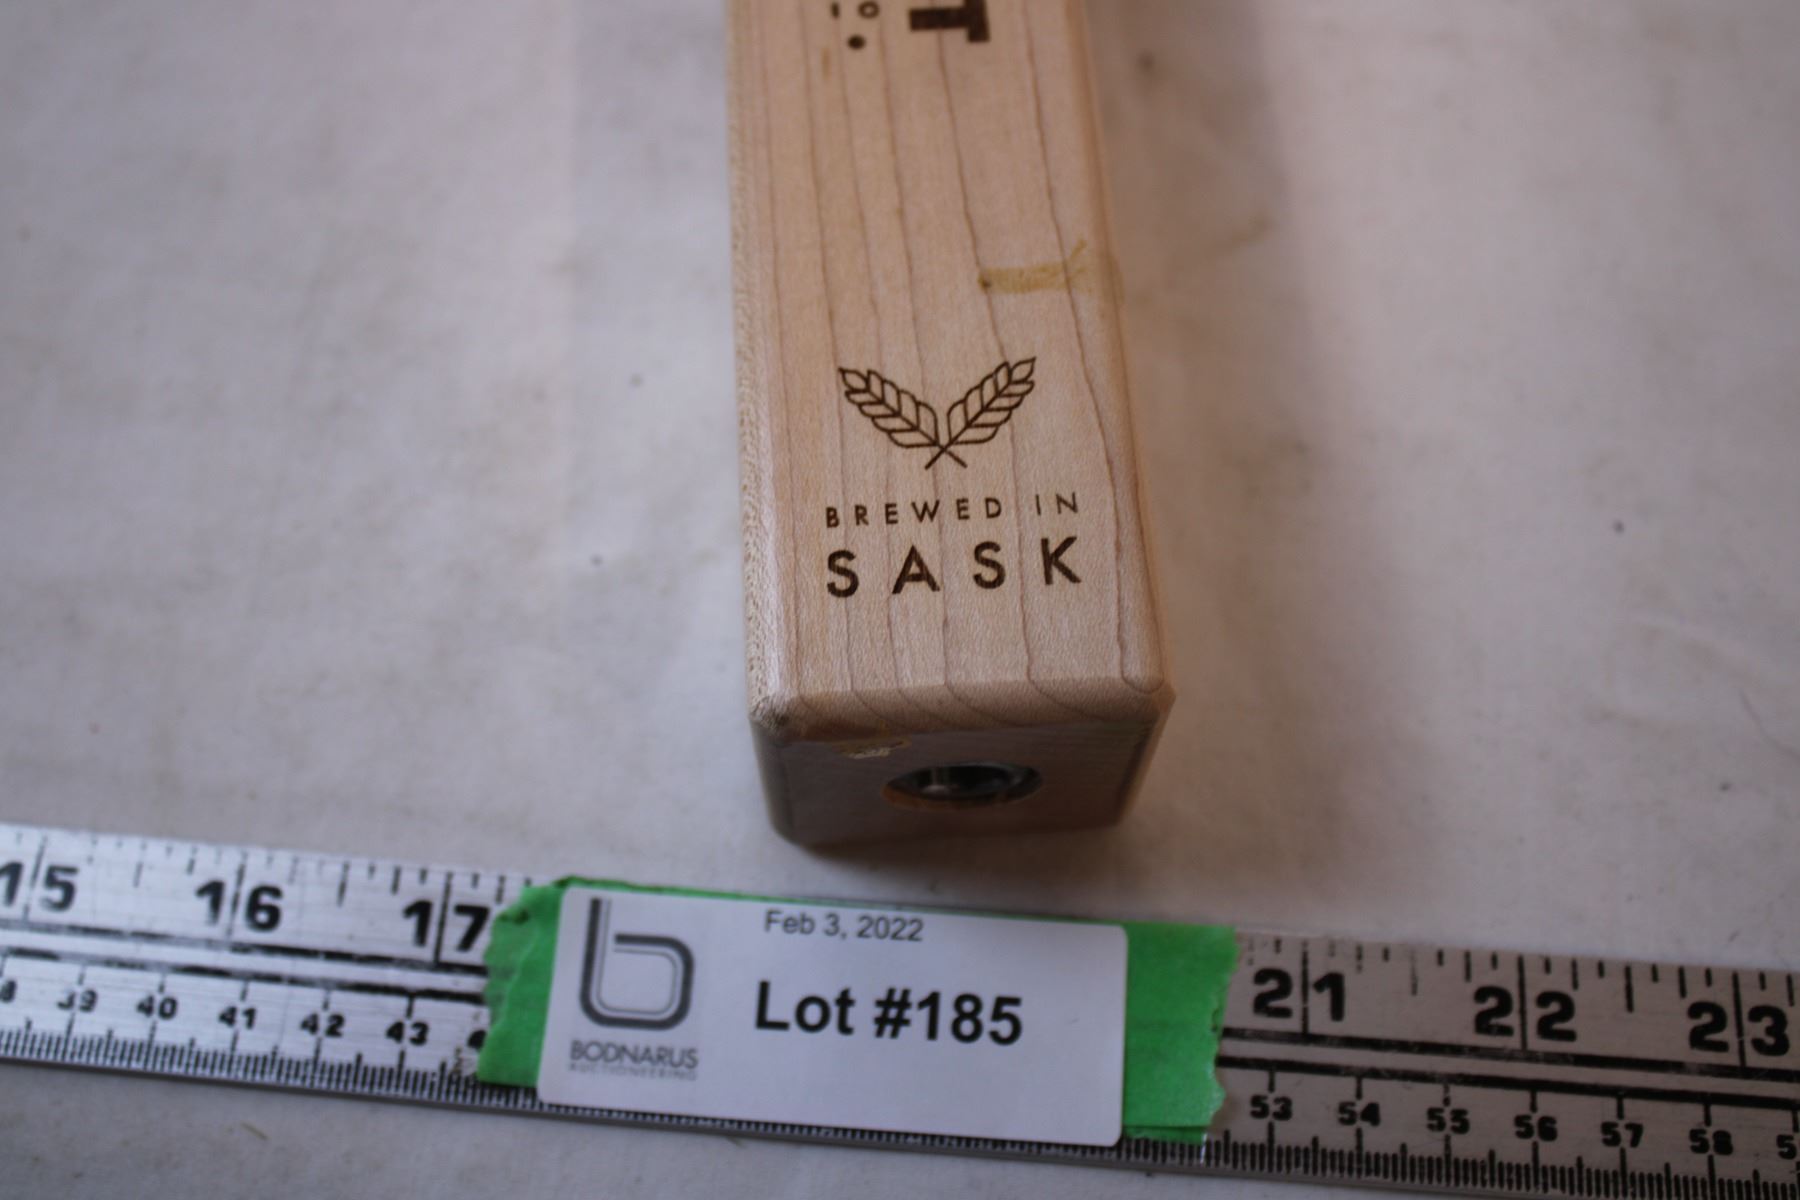 T
BREWED IN
SASK
15 16 17 21 22 23
39 40 41 42 43 53 54 55 56 57 58
Feb 3, 2022
Lot #185
BODNARUS
AUCTIONEERING